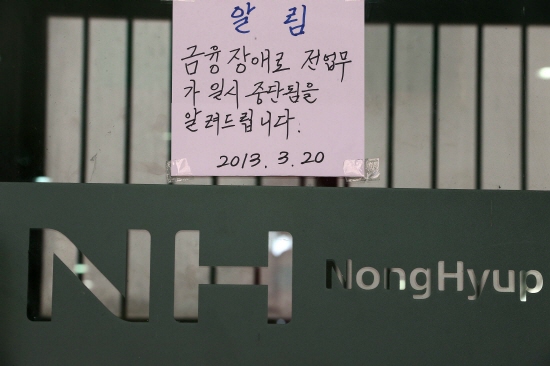 알림
금융장애로 전업무
가 일시 중단됨을
알려드립니다.
2013. 3. 20
NH NongHyup